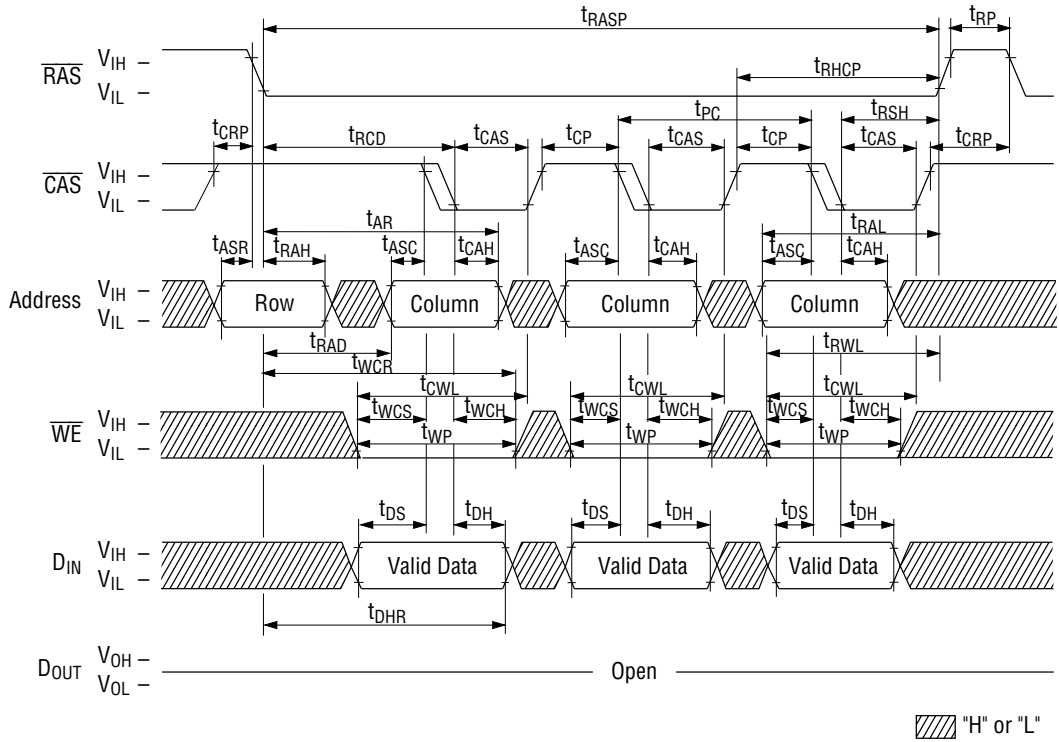 tRASP
tRP
RAS
VIH –
VIL –
tRHCP
tPC
tRSH
tCRP
tRCD
tCAS
tCP
tCAS
tCP
tCAS
tCRP
CAS
VIH –
VIL –
tAR
tRAL
tASR
tRAH
tASC
tCAH
tASC
tCAH
tASC
tCAH
Address
VIH –
VIL –
Row
Column
Column
Column
tRAD
tRWL
tWCR
tCWL
tCWL
tCWL
tWCS
tWCH
tWCS
tWCH
tWCS
tWCH
WE
VIH –
VIL –
tWP
tWP
tWP
tDS
tDH
tDS
tDH
tDS
tDH
DIN
VIH –
VIL –
Valid Data
Valid Data
Valid Data
tDHR
DOUT
VOH –
VOL –
Open
"H" or "L"